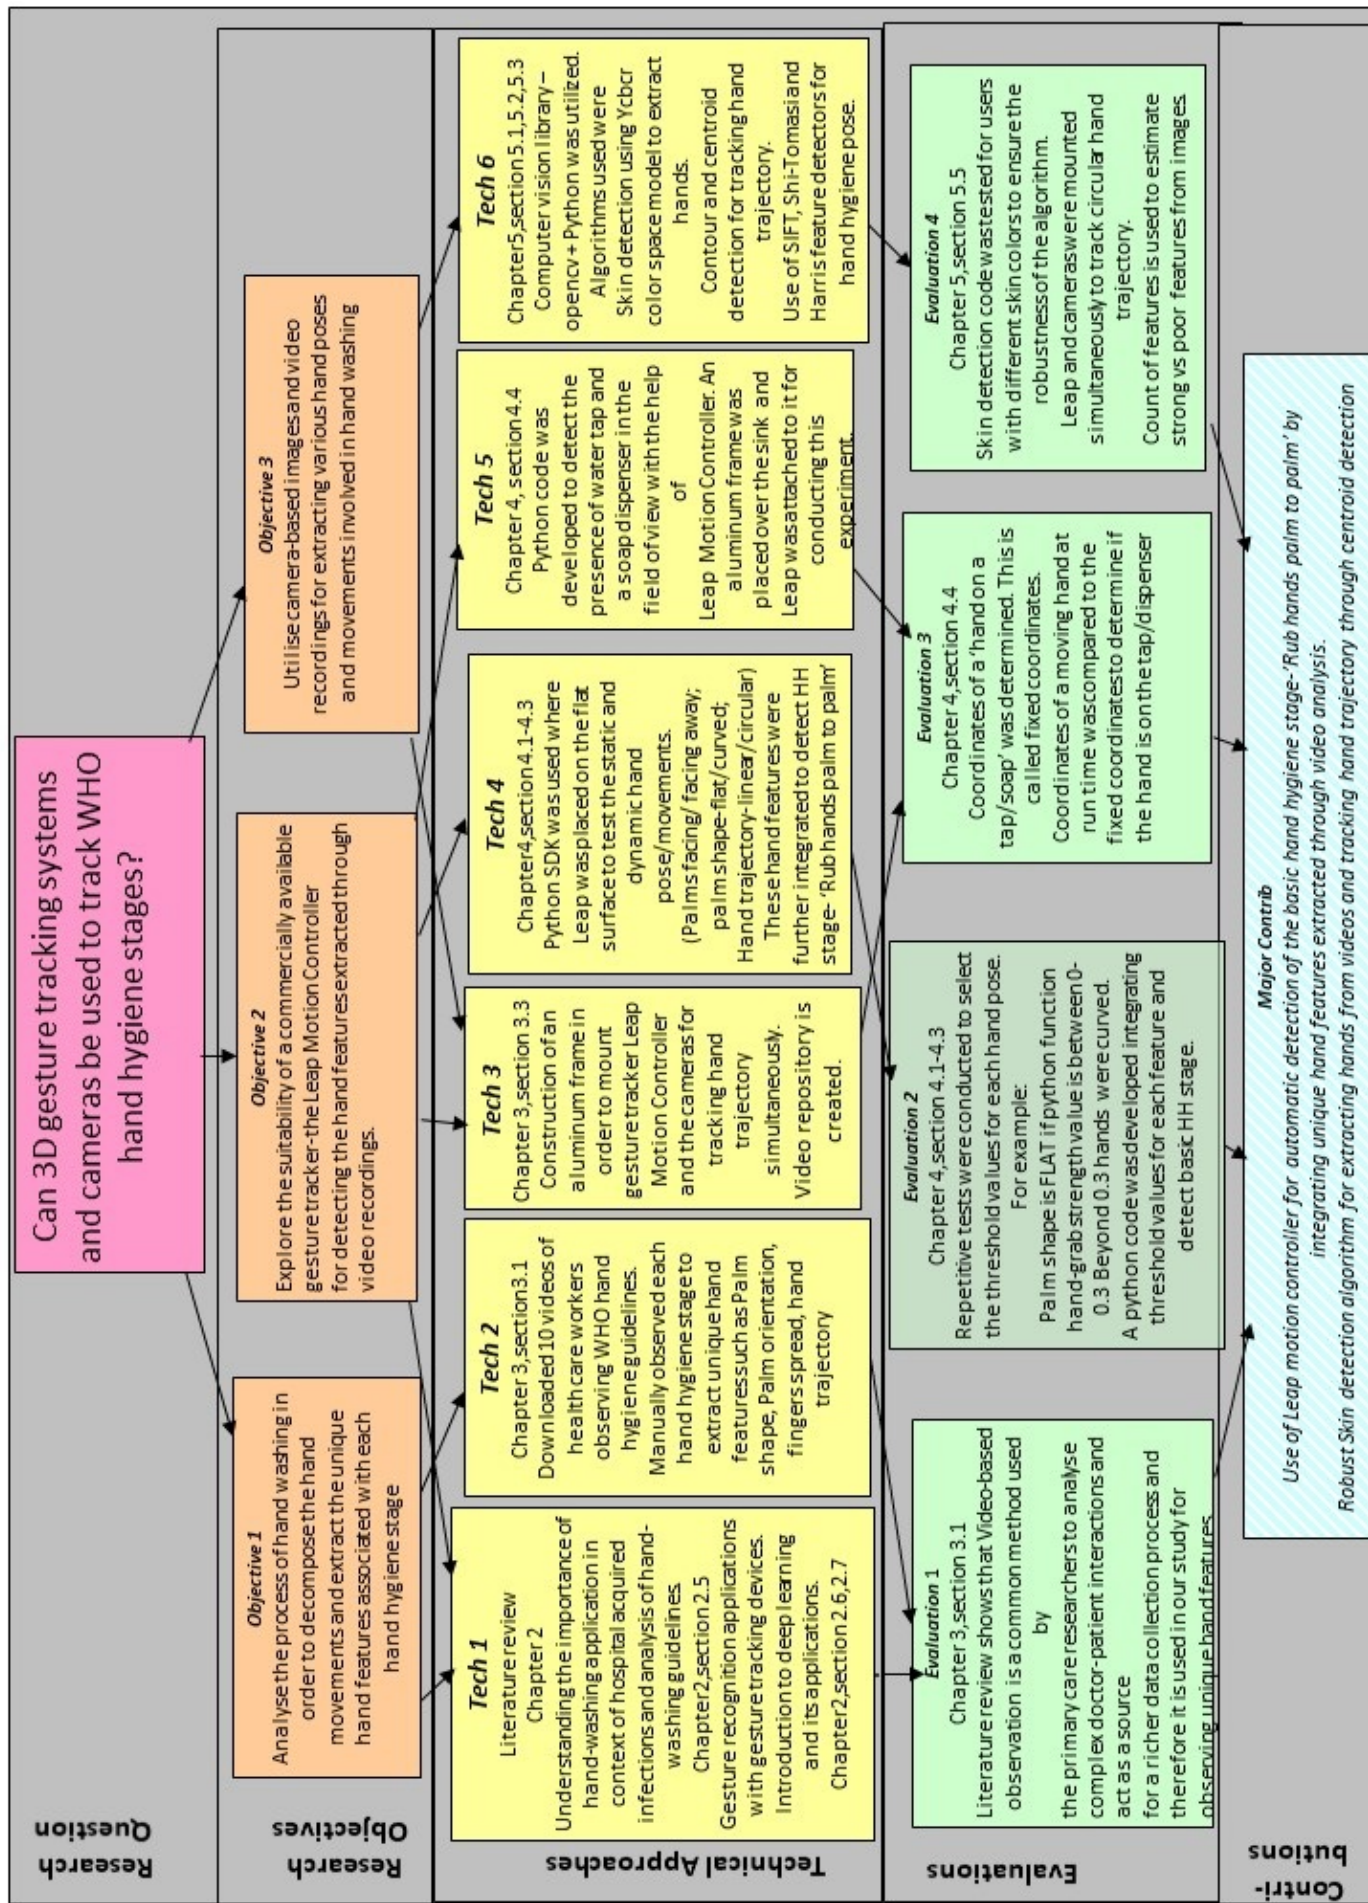 Research
Question
Can 3D gesture tracking systems
and cameras be used to track WHO
hand hygiene stages?
Research
Objectives
Objective 1
Analyse the process of hand washing in
order to decompose the hand
movements and extract the unique
hand features associated with each
hand hygiene stage
Objective 2
Explore the suitability of a commercially available
gesture tracker-the Leap Motion Controller
for detecting the hand features extracted through
video recordings.
Objective 3
Utilise camera-based images and video
recordings for extracting various hand poses
and movements involved in hand washing
Technical Approaches
Tech 1
Literature review
Chapter 2
Understanding the importance of
hand-washing application in
context of hospital acquired
infections and analysis of hand-
washing guidelines.
Chapter2,section 2.5
Gesture recognition applications
with gesture tracking devices.
Introduction to deep learning
and its applications.
Chapter2,section 2.6,2.7
Tech 2
Chapter 3,section3.1
Downloaded 10 videos of
healthcare workers
observing WHO hand
hygiene guidelines.
Manually observed each
hand hygiene stage to
extract unique hand
features such as Palm
shape, Palm orientation,
fingers spread, hand
trajectory
Tech 3
Chapter 3,section 3.3
Construction of an
aluminum frame in
order to mount
gesture tracker Leap
Motion Controller
and the cameras for
tracking hand
trajectory
simultaneously.
Video repository is
created.
Tech 4
Chapter4,section 4.1-4.3
Python SDK was used where
Leap was placed on the flat
surface to test the static and
dynamic hand
pose/movements.
(Palms facing/ facing away;
palm shape-flat/curved;
Hand trajectory-linear/circular)
These hand features were
further integrated to detect HH
stage- 'Rub hands palm to palm'
Tech 5
Chapter 4, section 4.4
Python code was
developed to detect the
presence of water tap and
a soap dispenser in the
field of view with the help
of
Leap Motion Controller. An
aluminum frame was
placed over the sink and
Leap was attached to it for
conducting this
experiment.
Tech 6
Chapter5,section 5.1,5.2,5.3
Computer vision library –
opencv + Python was utilized.
Algorithms used were
Skin detection using Ycbcr
color space model to extract
hands.
Contour and centroid
detection for tracking hand
trajectory.
Use of SIFT, Shi-Tomasi and
Harris feature detectors for
hand hygiene pose.
Evaluations
Evaluation 1
Chapter 3,section 3.1
Literature review shows that Video-based
observation is a common method used
by
the primary care researchers to analyse
complex doctor-patient interactions and
act as a source
for a richer data collection process and
therefore it is used in our study for
observing unique hand features
Evaluation 2
Chapter 4,section 4.1-4.3
Repetitive tests were conducted to select
the threshold values for each hand pose.
For example:
Palm shape is FLAT if python function
hand-grab strength value is between 0-
0.3 Beyond 0.3 hands were curved.
A python code was developed integrating
threshold values for each feature and
detect basic HH stage.
Evaluation 3
Chapter 4,section 4.4
Coordinates of a 'hand on a
tap/soap' was determined. This is
called fixed coordinates.
Coordinates of a moving hand at
run time was compared to the
fixed coordinates to determine if
the hand is on the tap/dispenser
Evaluation 4
Chapter 5,section 5.5
Skin detection code was tested for users
with different skin colors to ensure the
robustness of the algorithm.
Leap and cameras were mounted
simultaneously to track circular hand
trajectory.
Count of features is used to estimate
strong vs poor features from images.
Contri-
butions
Major Contrib
Use of Leap motion controller for automatic detection of the basic hand hygiene stage- 'Rub hands palm to palm' by
integrating unique hand features extracted through video analysis.
Robust Skin detection algorithm for extracting hands from videos and tracking hand trajectory through centroid detection